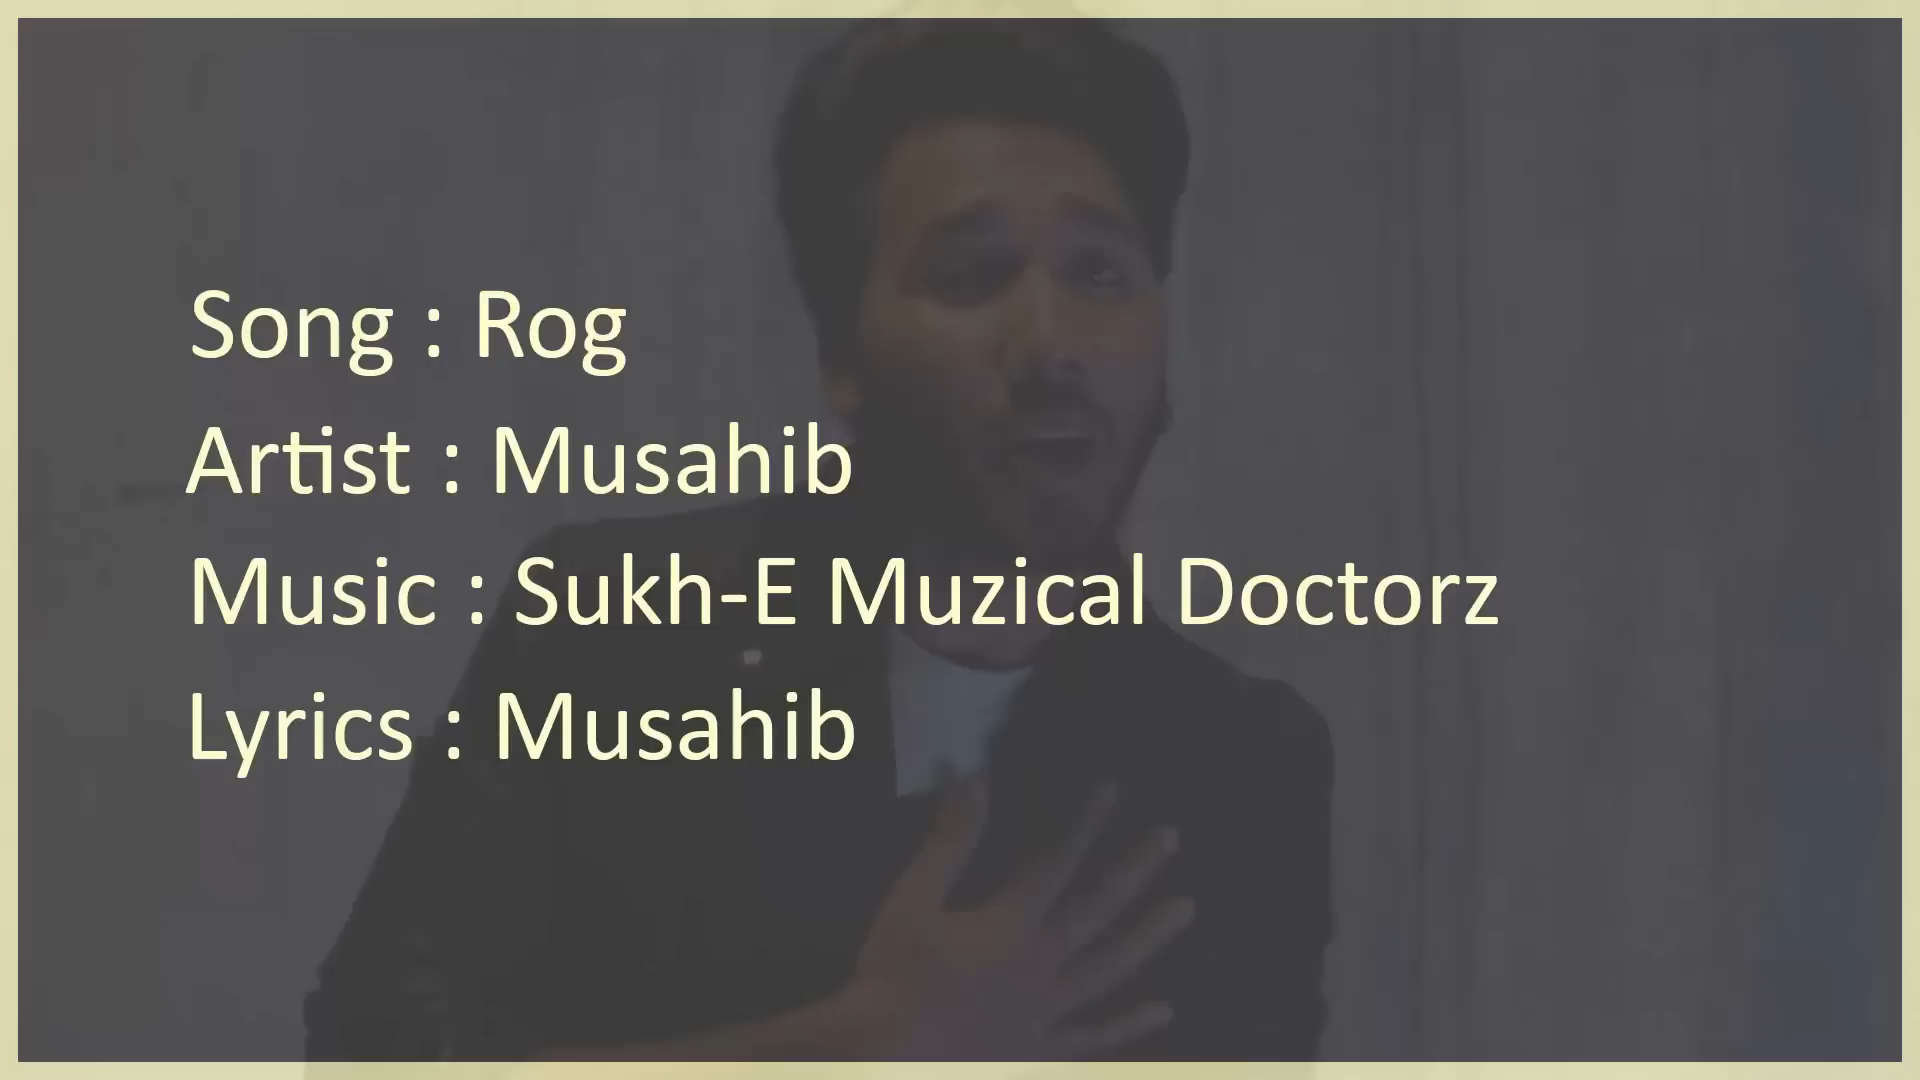 Song : Rog
Artist : Musahib
Music : Sukh-E Muzical Doctorz
Lyrics : Musahib